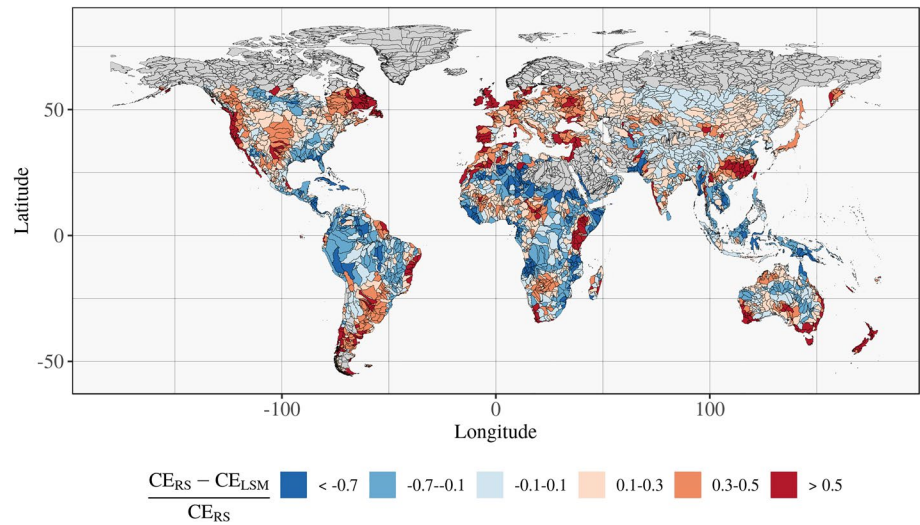 50
0
-50
Latitude
-100 0 100
Longitude
CE_RS − CE_LSM
CE_RS
< -0.7 -0.7--0.1 -0.1-0.1 0.1-0.3 0.3-0.5 > 0.5